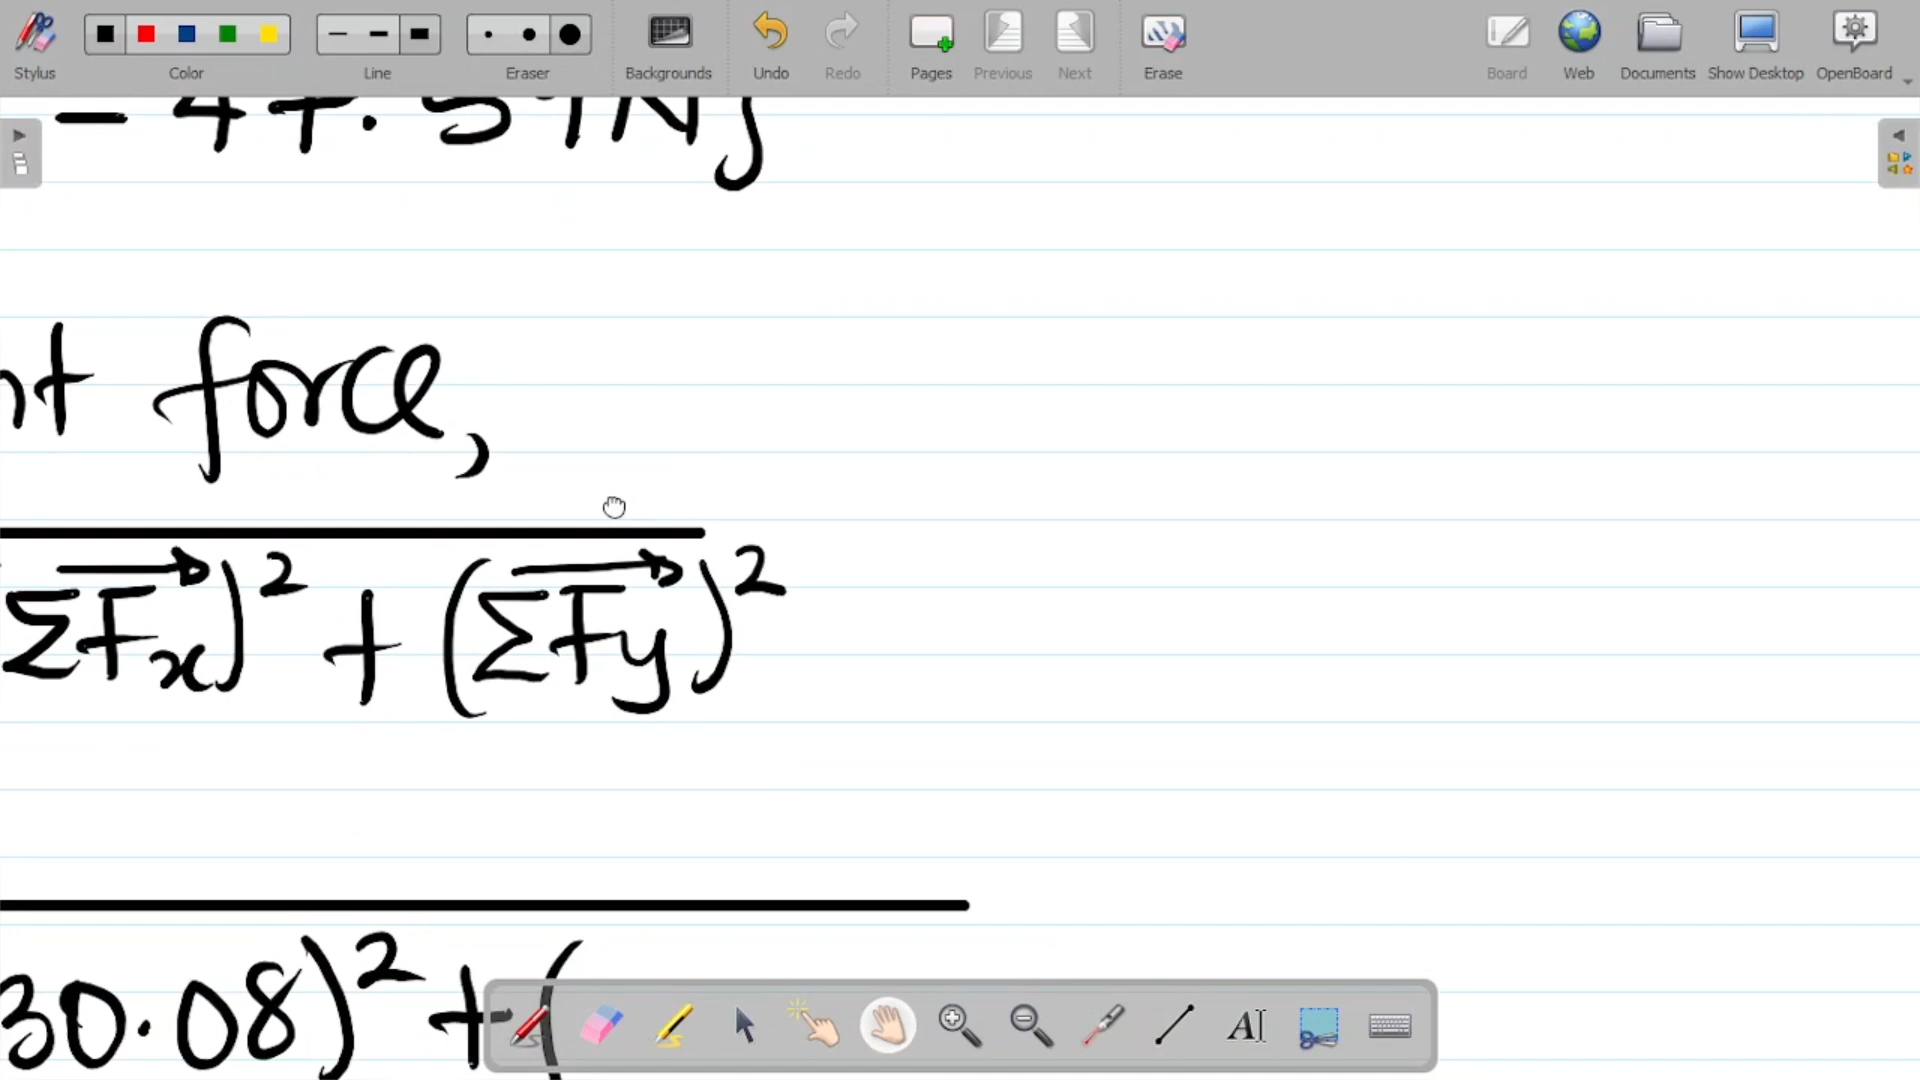 Stylus Color Line Eraser Backgrounds Undo Redo Pages Previous Next Erase Board Web Documents Show Desktop OpenBoard
nt force,
ΣFx)² + (ΣFy)²
30.08)² + (